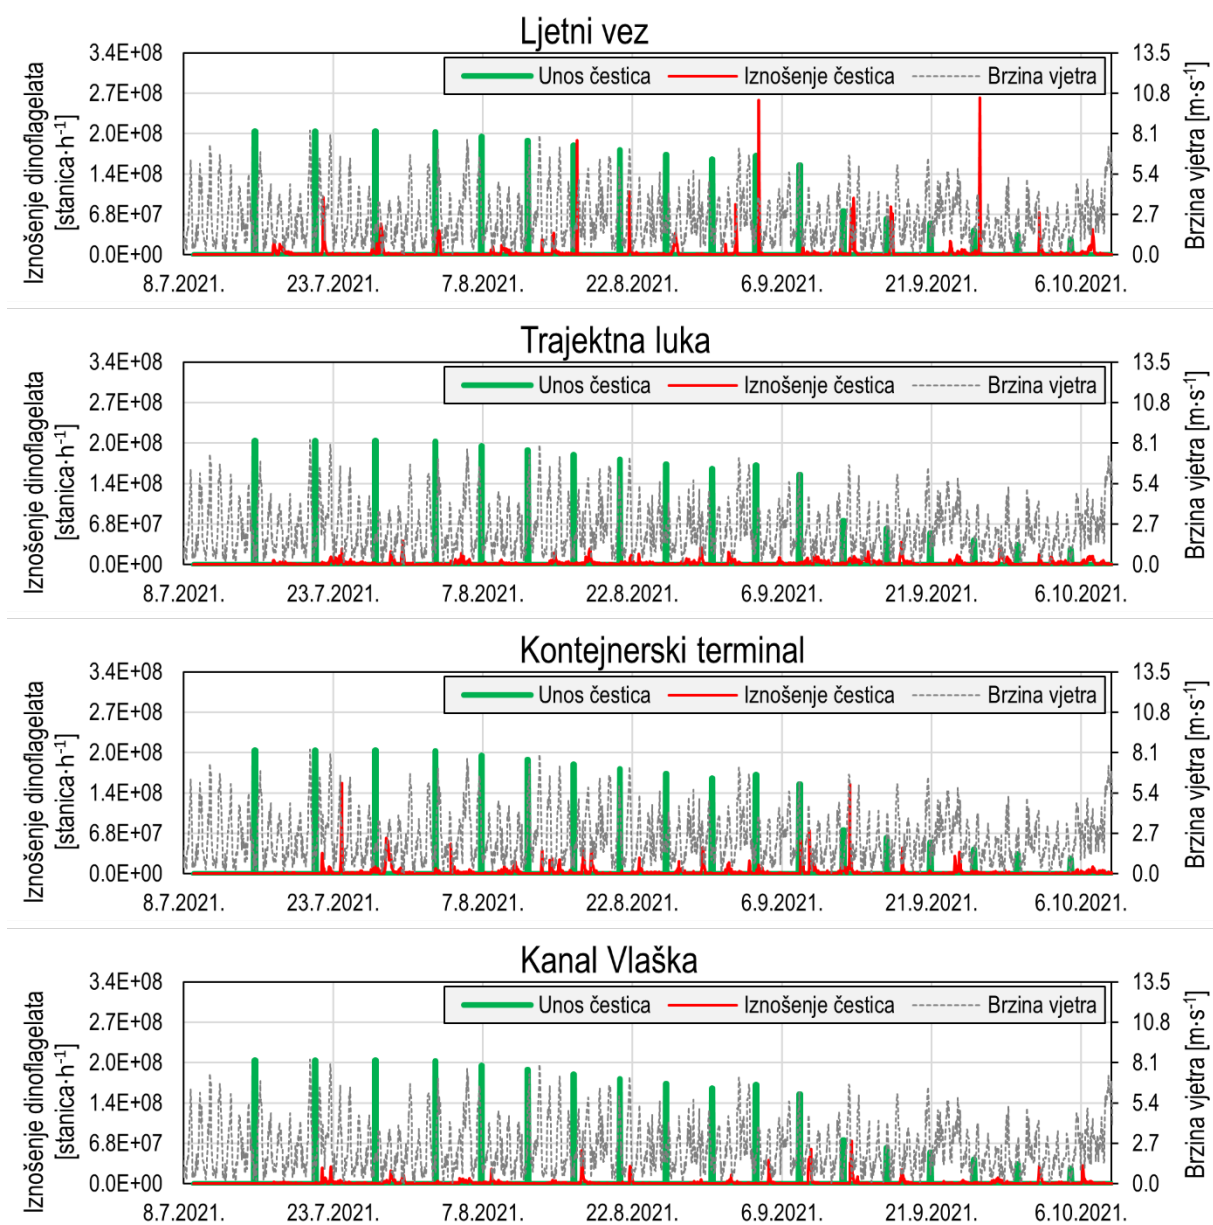 Ljetni vez
Iznošenje dinoflagelata
[stanica·h⁻¹]
3.4E+08
2.7E+08
2.0E+08
1.4E+08
6.8E+07
0.0E+00
Unos čestica Iznošenje čestica Brzina vjetra
13.5
10.8
8.1
5.4
2.7
0.0
Brzina vjetra [m·s⁻¹]
8.7.2021. 23.7.2021. 7.8.2021. 22.8.2021. 6.9.2021. 21.9.2021. 6.10.2021.
Trajektna luka
Iznošenje dinoflagelata
[stanica·h⁻¹]
3.4E+08
2.7E+08
2.0E+08
1.4E+08
6.8E+07
0.0E+00
Unos čestica Iznošenje čestica Brzina vjetra
13.5
10.8
8.1
5.4
2.7
0.0
Brzina vjetra [m·s⁻¹]
8.7.2021. 23.7.2021. 7.8.2021. 22.8.2021. 6.9.2021. 21.9.2021. 6.10.2021.
Kontejnerski terminal
Iznošenje dinoflagelata
[stanica·h⁻¹]
3.4E+08
2.7E+08
2.0E+08
1.4E+08
6.8E+07
0.0E+00
Unos čestica Iznošenje čestica Brzina vjetra
13.5
10.8
8.1
5.4
2.7
0.0
Brzina vjetra [m·s⁻¹]
8.7.2021. 23.7.2021. 7.8.2021. 22.8.2021. 6.9.2021. 21.9.2021. 6.10.2021.
Kanal Vlaška
Iznošenje dinoflagelata
[stanica·h⁻¹]
3.4E+08
2.7E+08
2.0E+08
1.4E+08
6.8E+07
0.0E+00
Unos čestica Iznošenje čestica Brzina vjetra
13.5
10.8
8.1
5.4
2.7
0.0
Brzina vjetra [m·s⁻¹]
8.7.2021. 23.7.2021. 7.8.2021. 22.8.2021. 6.9.2021. 21.9.2021. 6.10.2021.